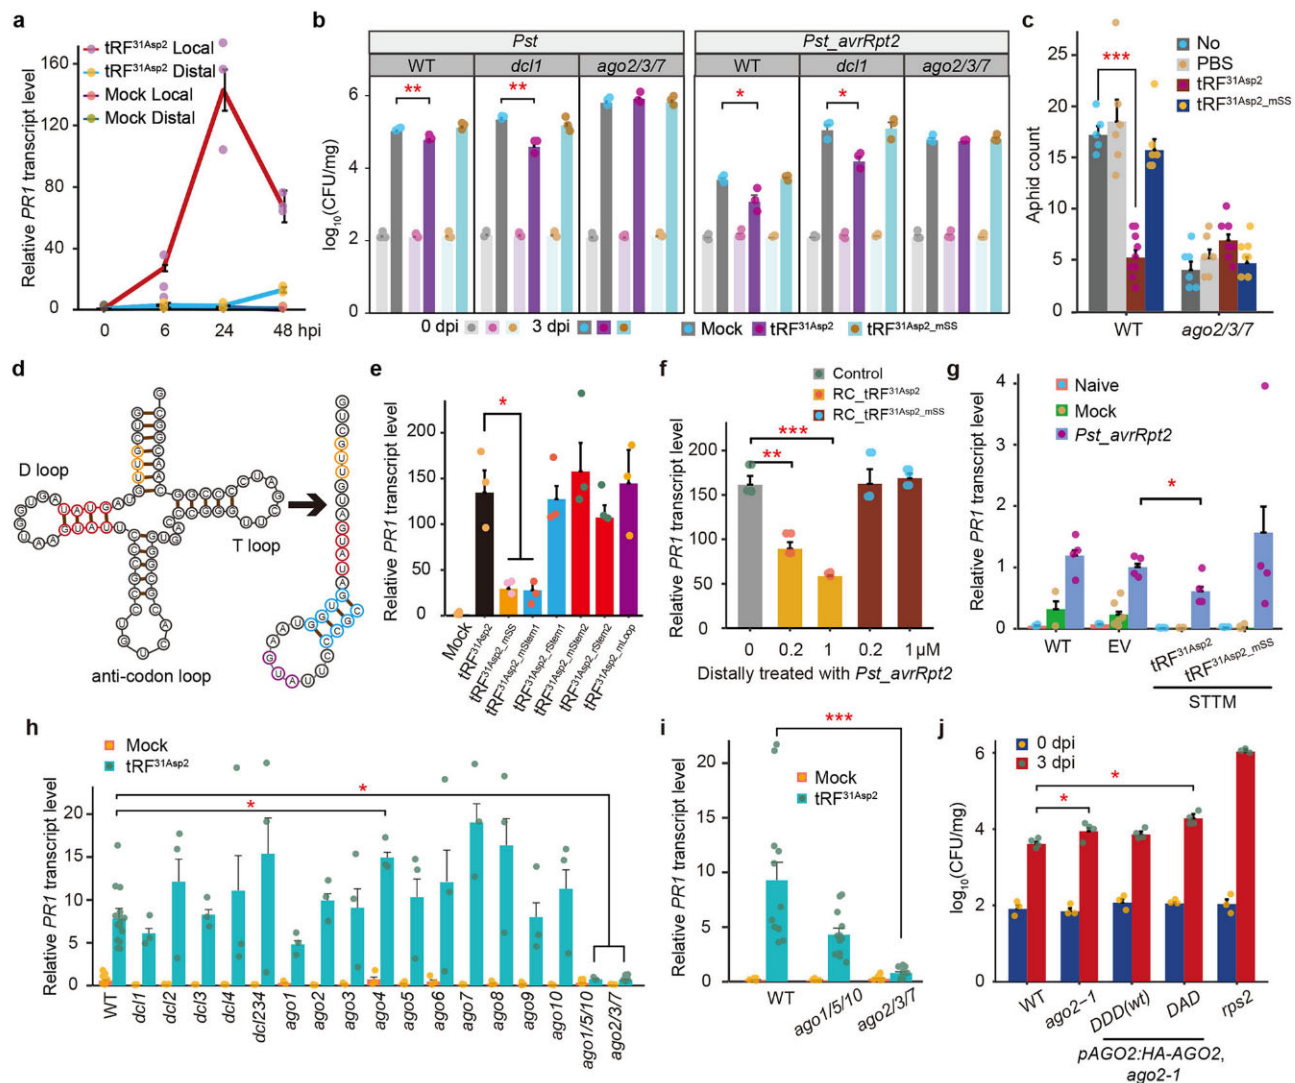 a
tRF31Asp2 Local
tRF31Asp2 Distal
Mock Local
Mock Distal
Relative PR1 transcript level
160
120
80
40
0
0 6 24 48 hpi
b
Pst
Pst_avrRpt2
WT dcl1 ago2/3/7
WT dcl1 ago2/3/7
log10(CFU/mg)
6
4
2
0
** ** * *
0 dpi 3 dpi Mock tRF31Asp2 tRF31Asp2_mSS
c
No
PBS
tRF31Asp2
tRF31Asp2_mSS
***
Aphid count
25
20
15
10
5
0
WT ago2/3/7
d
D loop
T loop
anti-codon loop
e
*
Relative PR1 transcript level
200
150
100
50
0
Mock
tRF31Asp2
tRF31Asp2_mSS
tRF31Asp2_mStem1
tRF31Asp2_rStem1
tRF31Asp2_mStem2
tRF31Asp2_rStem2
tRF31Asp2_mLoop
f
Control
RC_tRF31Asp2
RC_tRF31Asp2_mSS
***
**
Relative PR1 transcript level
200
150
100
50
0
0 0.2 1 0.2 1 µM
Distally treated with Pst_avrRpt2
g
Naive
Mock
Pst_avrRpt2
*
Relative PR1 transcript level
4
3
2
1
0
WT EV tRF31Asp2 tRF31Asp2_mSS
STTM
h
Mock
tRF31Asp2
*
*
Relative PR1 transcript level
20
15
10
5
0
WT dcl1 dcl2 dcl3 dcl4 dcl234 ago1 ago2 ago3 ago4 ago5 ago6 ago7 ago8 ago9 ago10 ago1/5/10 ago2/3/7
i
***
Mock
tRF31Asp2
Relative PR1 transcript level
20
15
10
5
0
WT ago1/5/10 ago2/3/7
j
0 dpi
3 dpi
*
*
log10(CFU/mg)
6
4
2
0
WT ago2-1 DDD(wt) DAD rps2
pAGO2:HA-AGO2,
ago2-1